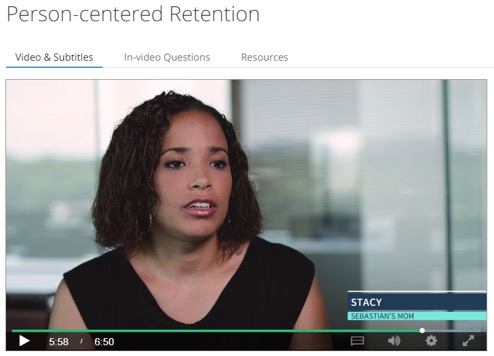 Person-centered Retention
Video & Subtitles
In-video Questions
Resources
STACY
SEBASTIAN'S MOM
5:58 / 6:50